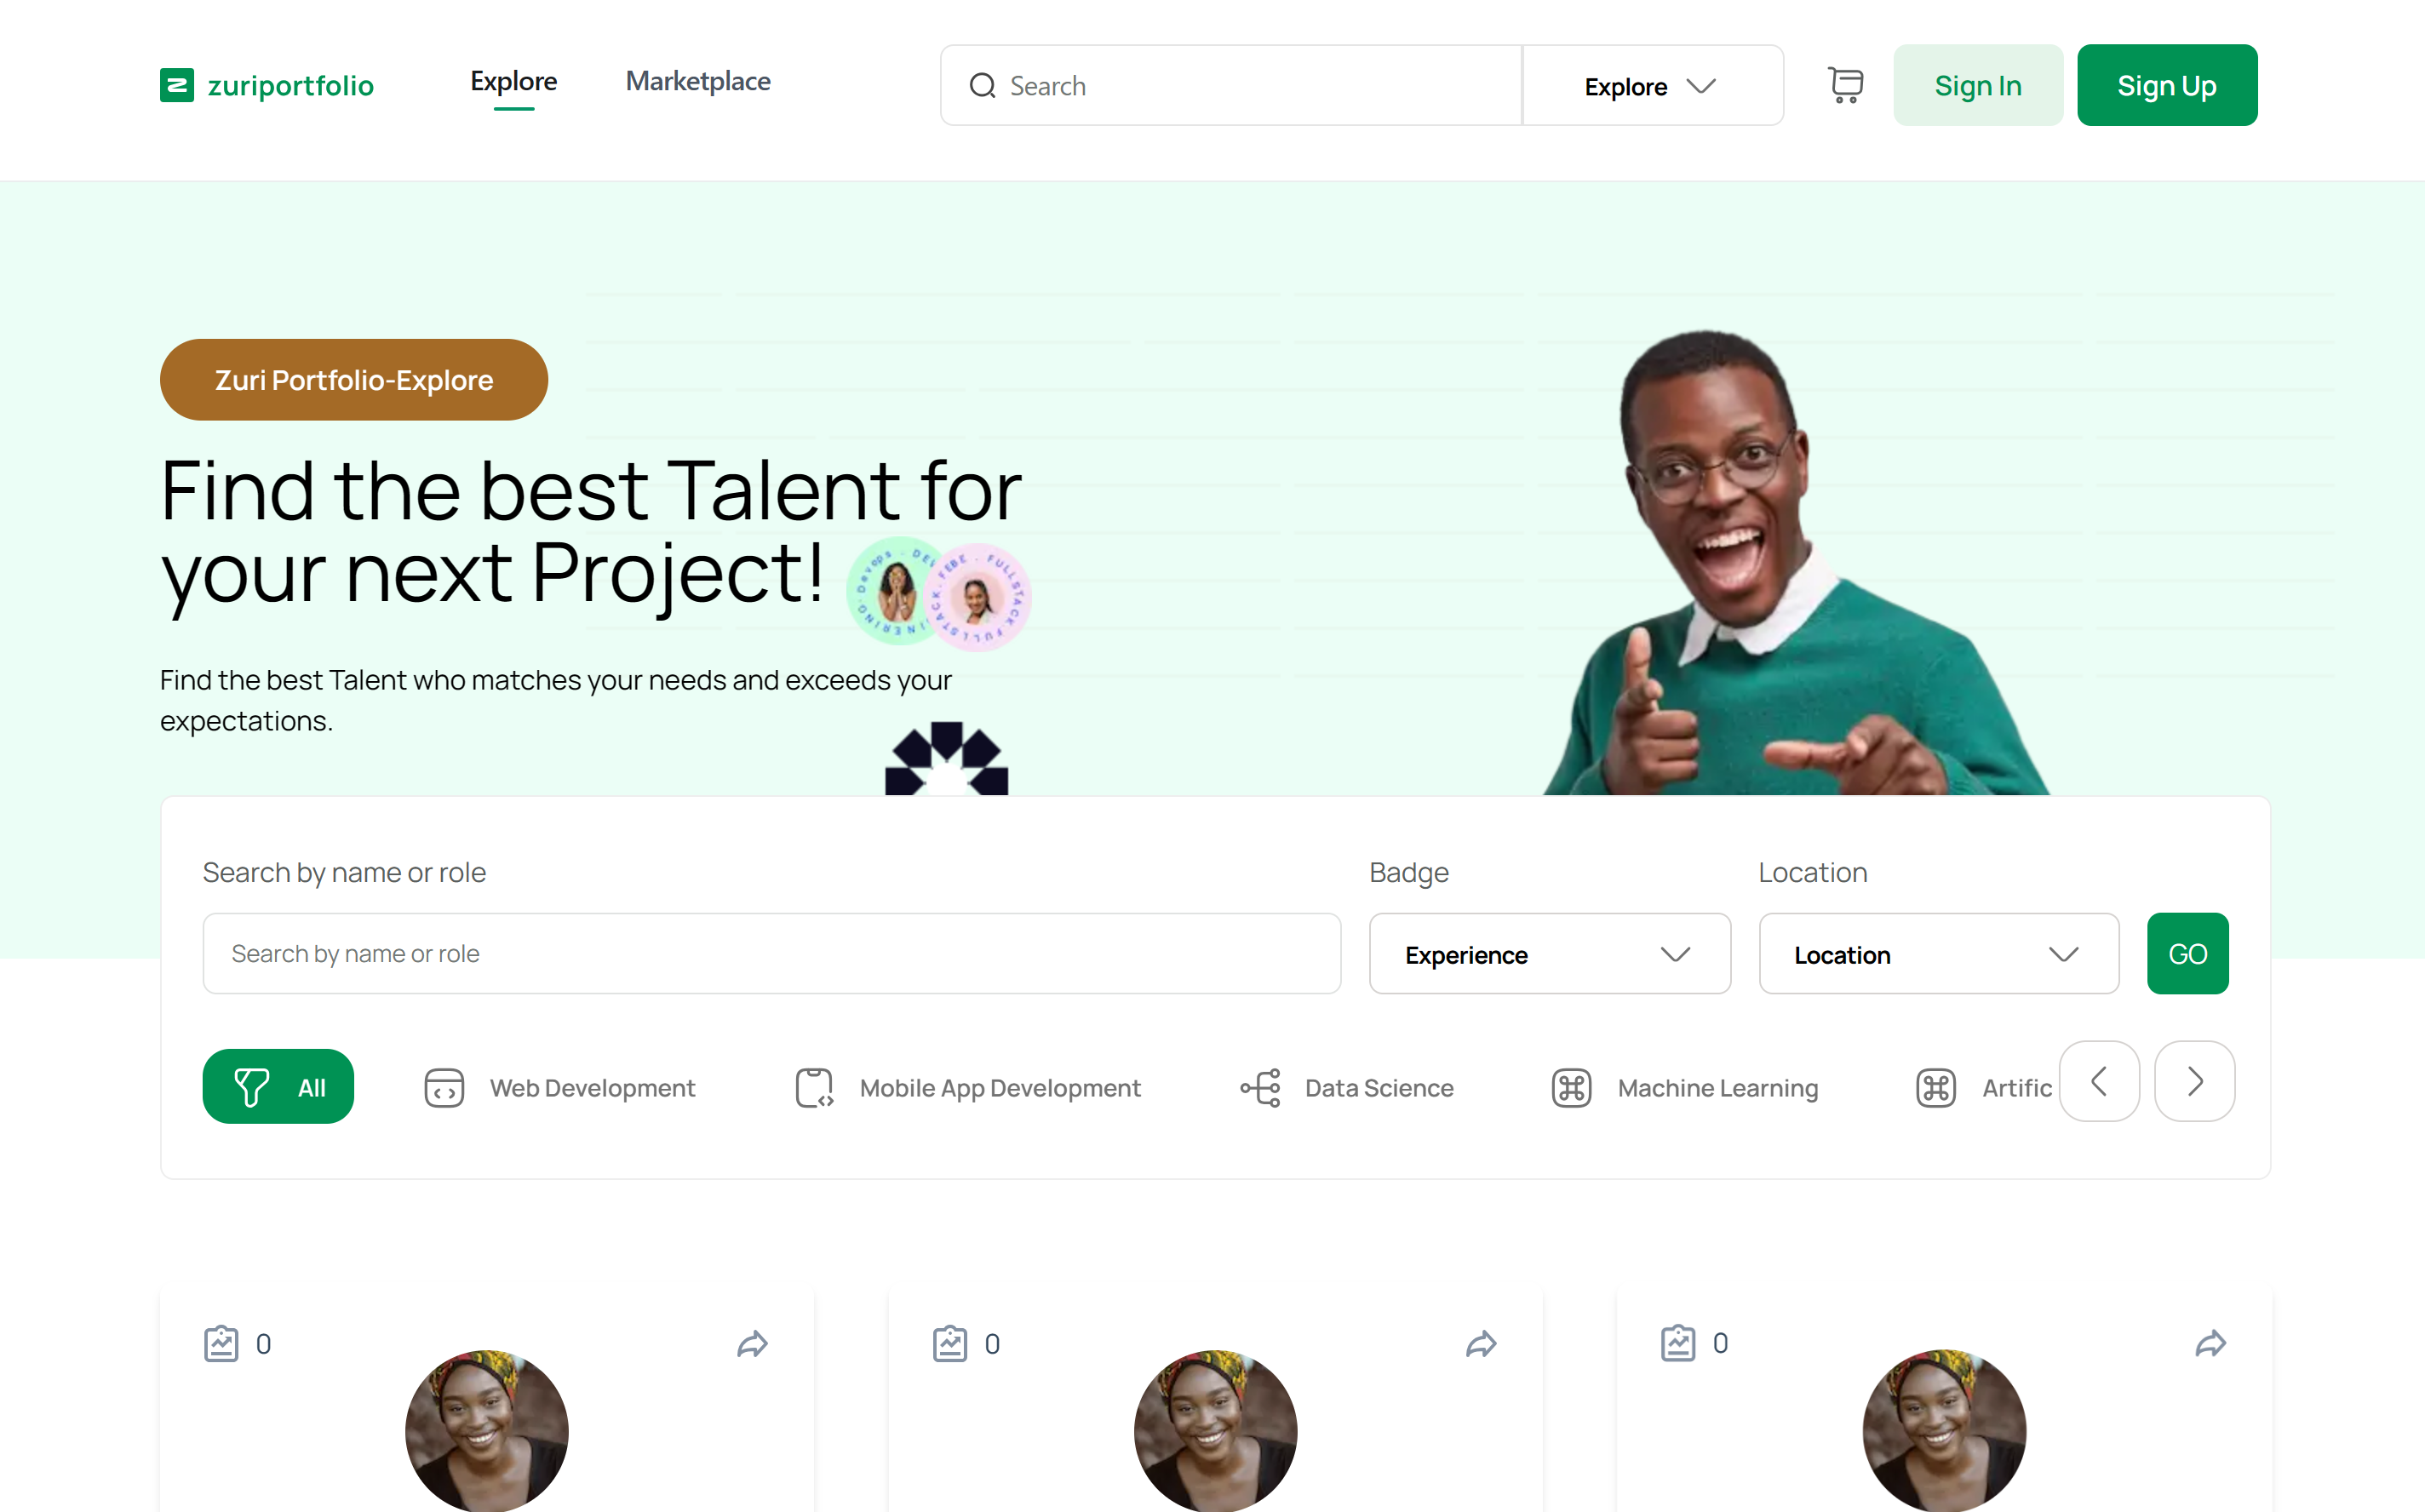 zuriportfolio
Explore
Marketplace
Search
Explore
Sign In
Sign Up
Zuri Portfolio-Explore
Find the best Talent for
your next Project!
Find the best Talent who matches your needs and exceeds your
expectations.
Search by name or role
Badge
Location
Search by name or role
Experience
Location
GO
All
Web Development
Mobile App Development
Data Science
Machine Learning
Artific
0
0
0